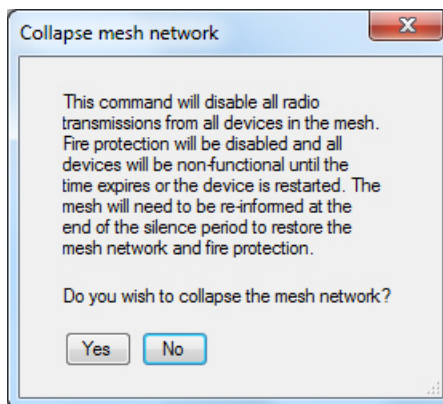 Collapse mesh network
This command will disable all radio
transmissions from all devices in the mesh.
Fire protection will be disabled and all
devices will be non-functional until the
time expires or the device is restarted. The
mesh will need to be re-informed at the
end of the silence period to restore the
mesh network and fire protection.
Do you wish to collapse the mesh network?
Yes No